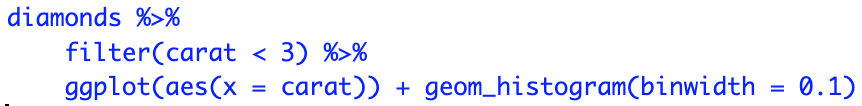 diamonds %>%
    filter(carat < 3) %>%
    ggplot(aes(x = carat)) + geom_histogram(binwidth = 0.1)